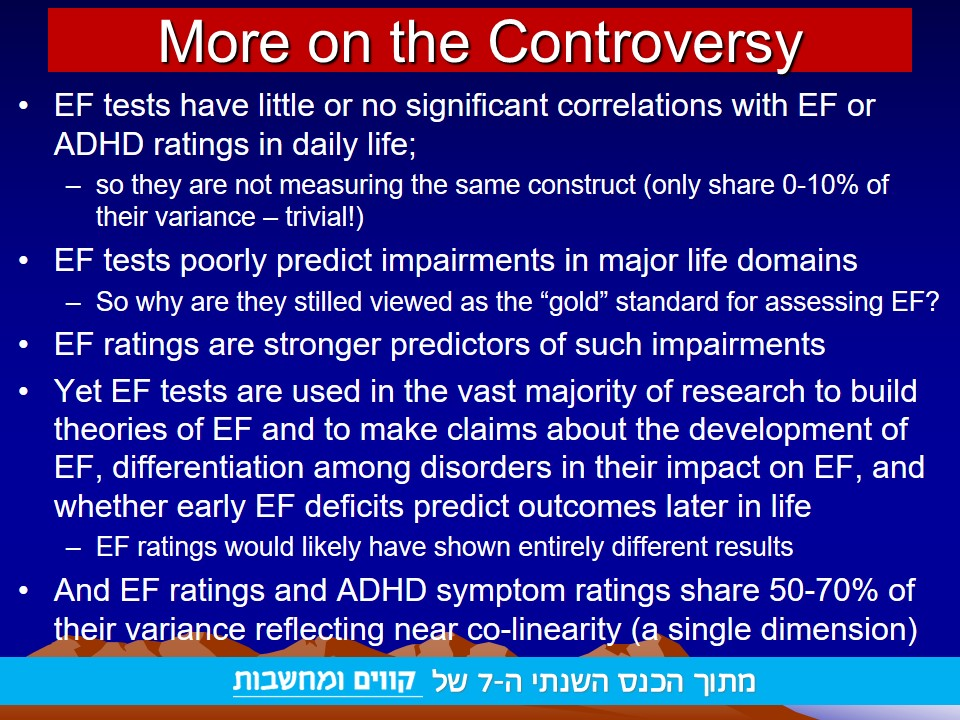 More on the Controversy
• EF tests have little or no significant correlations with EF or
ADHD ratings in daily life;
– so they are not measuring the same construct (only share 0-10% of
their variance – trivial!)
• EF tests poorly predict impairments in major life domains
– So why are they stilled viewed as the “gold” standard for assessing EF?
• EF ratings are stronger predictors of such impairments
• Yet EF tests are used in the vast majority of research to build
theories of EF and to make claims about the development of
EF, differentiation among disorders in their impact on EF, and
whether early EF deficits predict outcomes later in life
– EF ratings would likely have shown entirely different results
• And EF ratings and ADHD symptom ratings share 50-70% of
their variance reflecting near co-linearity (a single dimension)
מתוך הכנס השנתי ה-7 של קווים ומחשבות